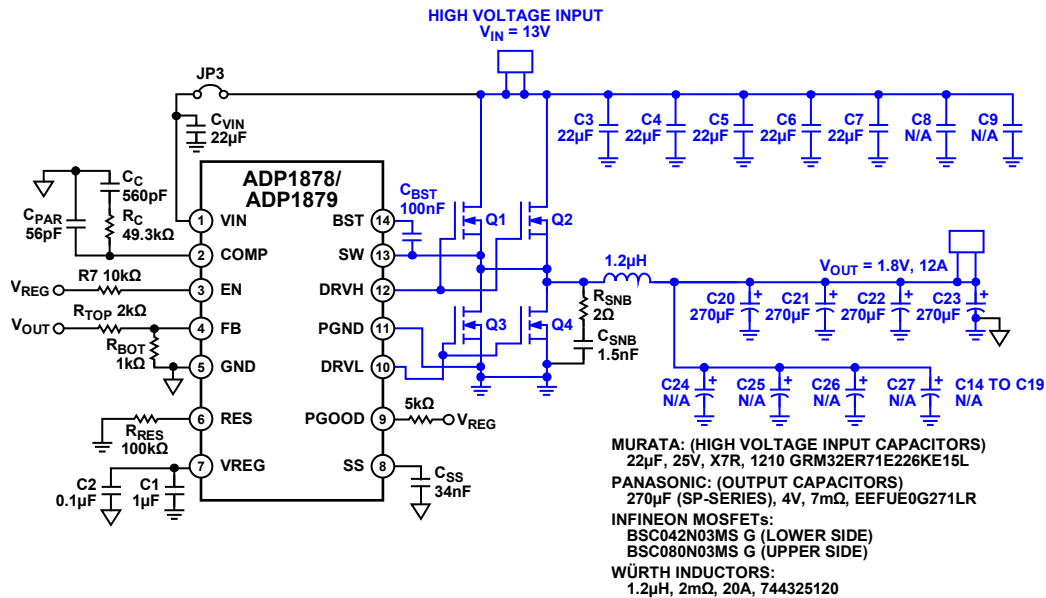 HIGH VOLTAGE INPUT
VIN = 13V
JP3
CVIN
22µF
C3
22µF
C4
22µF
C5
22µF
C6
22µF
C7
22µF
C8
N/A
C9
N/A
CC
560pF
CPAR
56pF
RC
49.3kΩ
ADP1878/
ADP1879
CBST
100nF
1 VIN
BST 14
Q1
Q2
2 COMP
SW 13
VREG
R7 10kΩ
3 EN
DRVH 12
1.2µH
VOUT = 1.8V, 12A
VOUT
RTOP 2kΩ
4 FB
PGND 11
Q3
Q4
RSNB
2Ω
CSNB
1.5nF
C20
270µF
+
C21
270µF
+
C22
270µF
+
C23
270µF
+
RBOT
1kΩ
5 GND
DRVL 10
C24
N/A
+
C25
N/A
+
C26
N/A
+
C27
N/A
+
C14 TO C19
N/A
RRES
100kΩ
6 RES
PGOOD 9
5kΩ
VREG
7 VREG
SS 8
CSS
34nF
C2
0.1µF
C1
1µF
MURATA: (HIGH VOLTAGE INPUT CAPACITORS)
22µF, 25V, X7R, 1210 GRM32ER71E226KE15L
PANASONIC: (OUTPUT CAPACITORS)
270µF (SP-SERIES), 4V, 7mΩ, EEFUE0G271LR
INFINEON MOSFETs:
BSC042N03MS G (LOWER SIDE)
BSC080N03MS G (UPPER SIDE)
WÜRTH INDUCTORS:
1.2µH, 2mΩ, 20A, 744325120